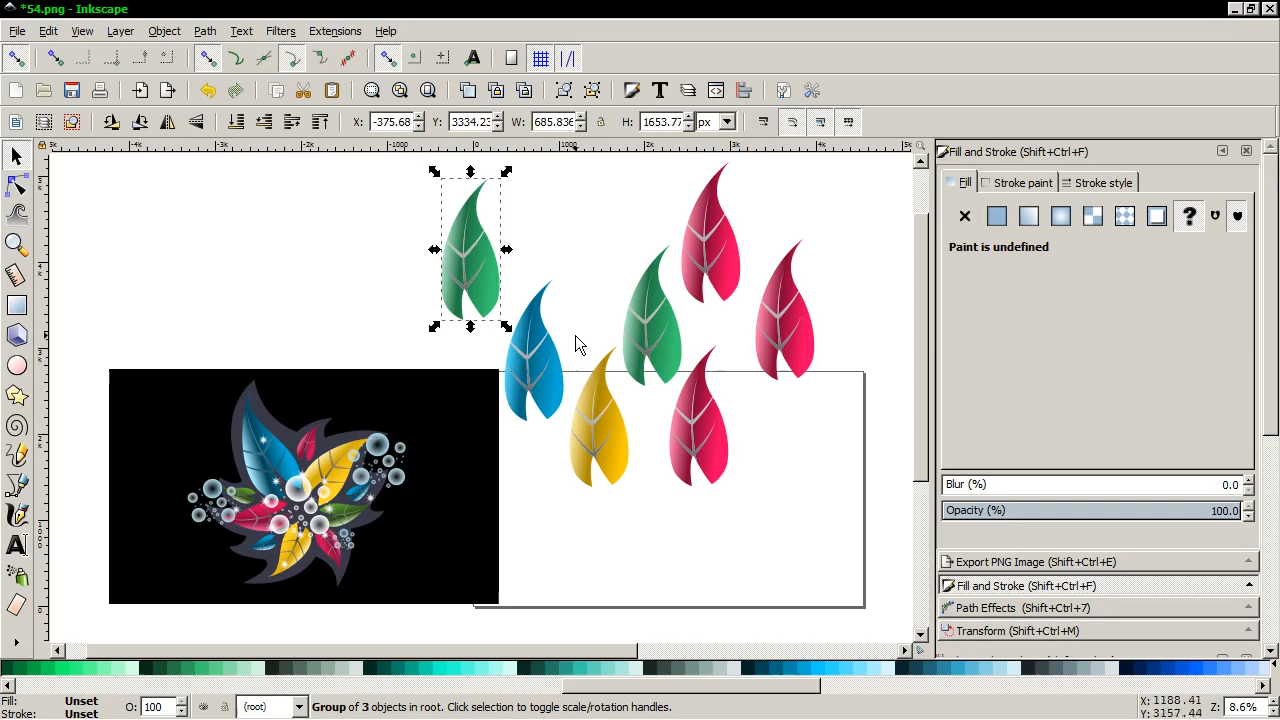 *54.png - Inkscape
File Edit View Layer Object Path Text Filters Extensions Help
X: -375.68 Y: 3334.23 W: 685.836 H: 1653.77 px
Fill and Stroke (Shift+Ctrl+F)
Fill Stroke paint Stroke style
Paint is undefined
Blur (%) 0.0
Opacity (%) 100.0
Export PNG Image (Shift+Ctrl+E)
Fill and Stroke (Shift+Ctrl+F)
Path Effects (Shift+Ctrl+7)
Transform (Shift+Ctrl+M)
Fill: Unset
Stroke: Unset
O: 100
(root)
Group of 3 objects in root. Click selection to toggle scale/rotation handles.
X: 1188.41
Y: 3157.44
Z: 8.6%